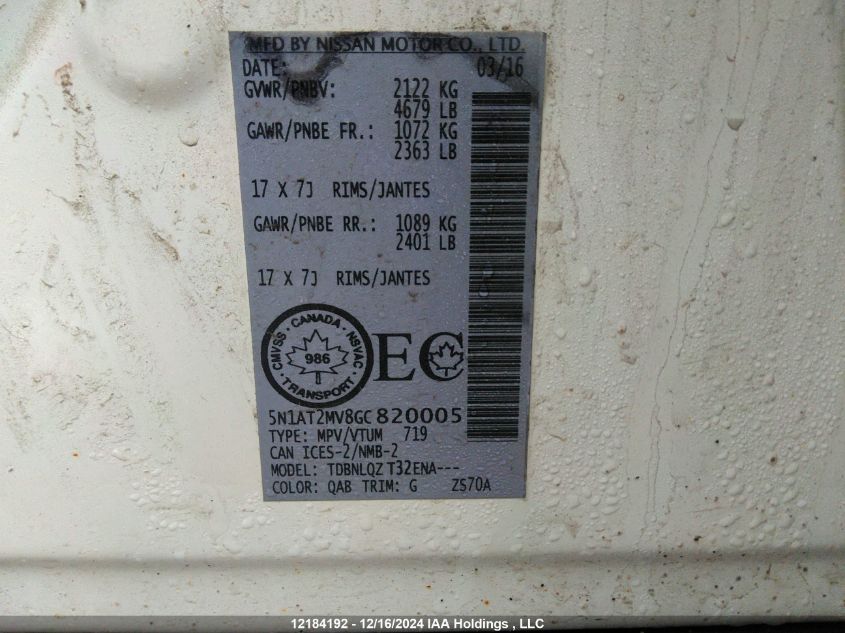 MFD BY NISSAN MOTOR CO., LTD.
DATE: 03/16
GVWR/PNBV: 2122 KG
4679 LB
GAWR/PNBE FR.: 1072 KG
2363 LB
17 X 7J RIMS/JANTES
GAWR/PNBE RR.: 1089 KG
2401 LB
17 X 7J RIMS/JANTES
CMVSS · CANADA · NSVAC
986
· TRANSPORT ·
EC
5N1AT2MV8GC820005
TYPE: MPV/VTUM 719
CAN ICES-2/NMB-2
MODEL: TDBNLQZ T32ENA---
COLOR: QAB TRIM: G ZS70A
12184192 - 12/16/2024 IAA Holdings , LLC